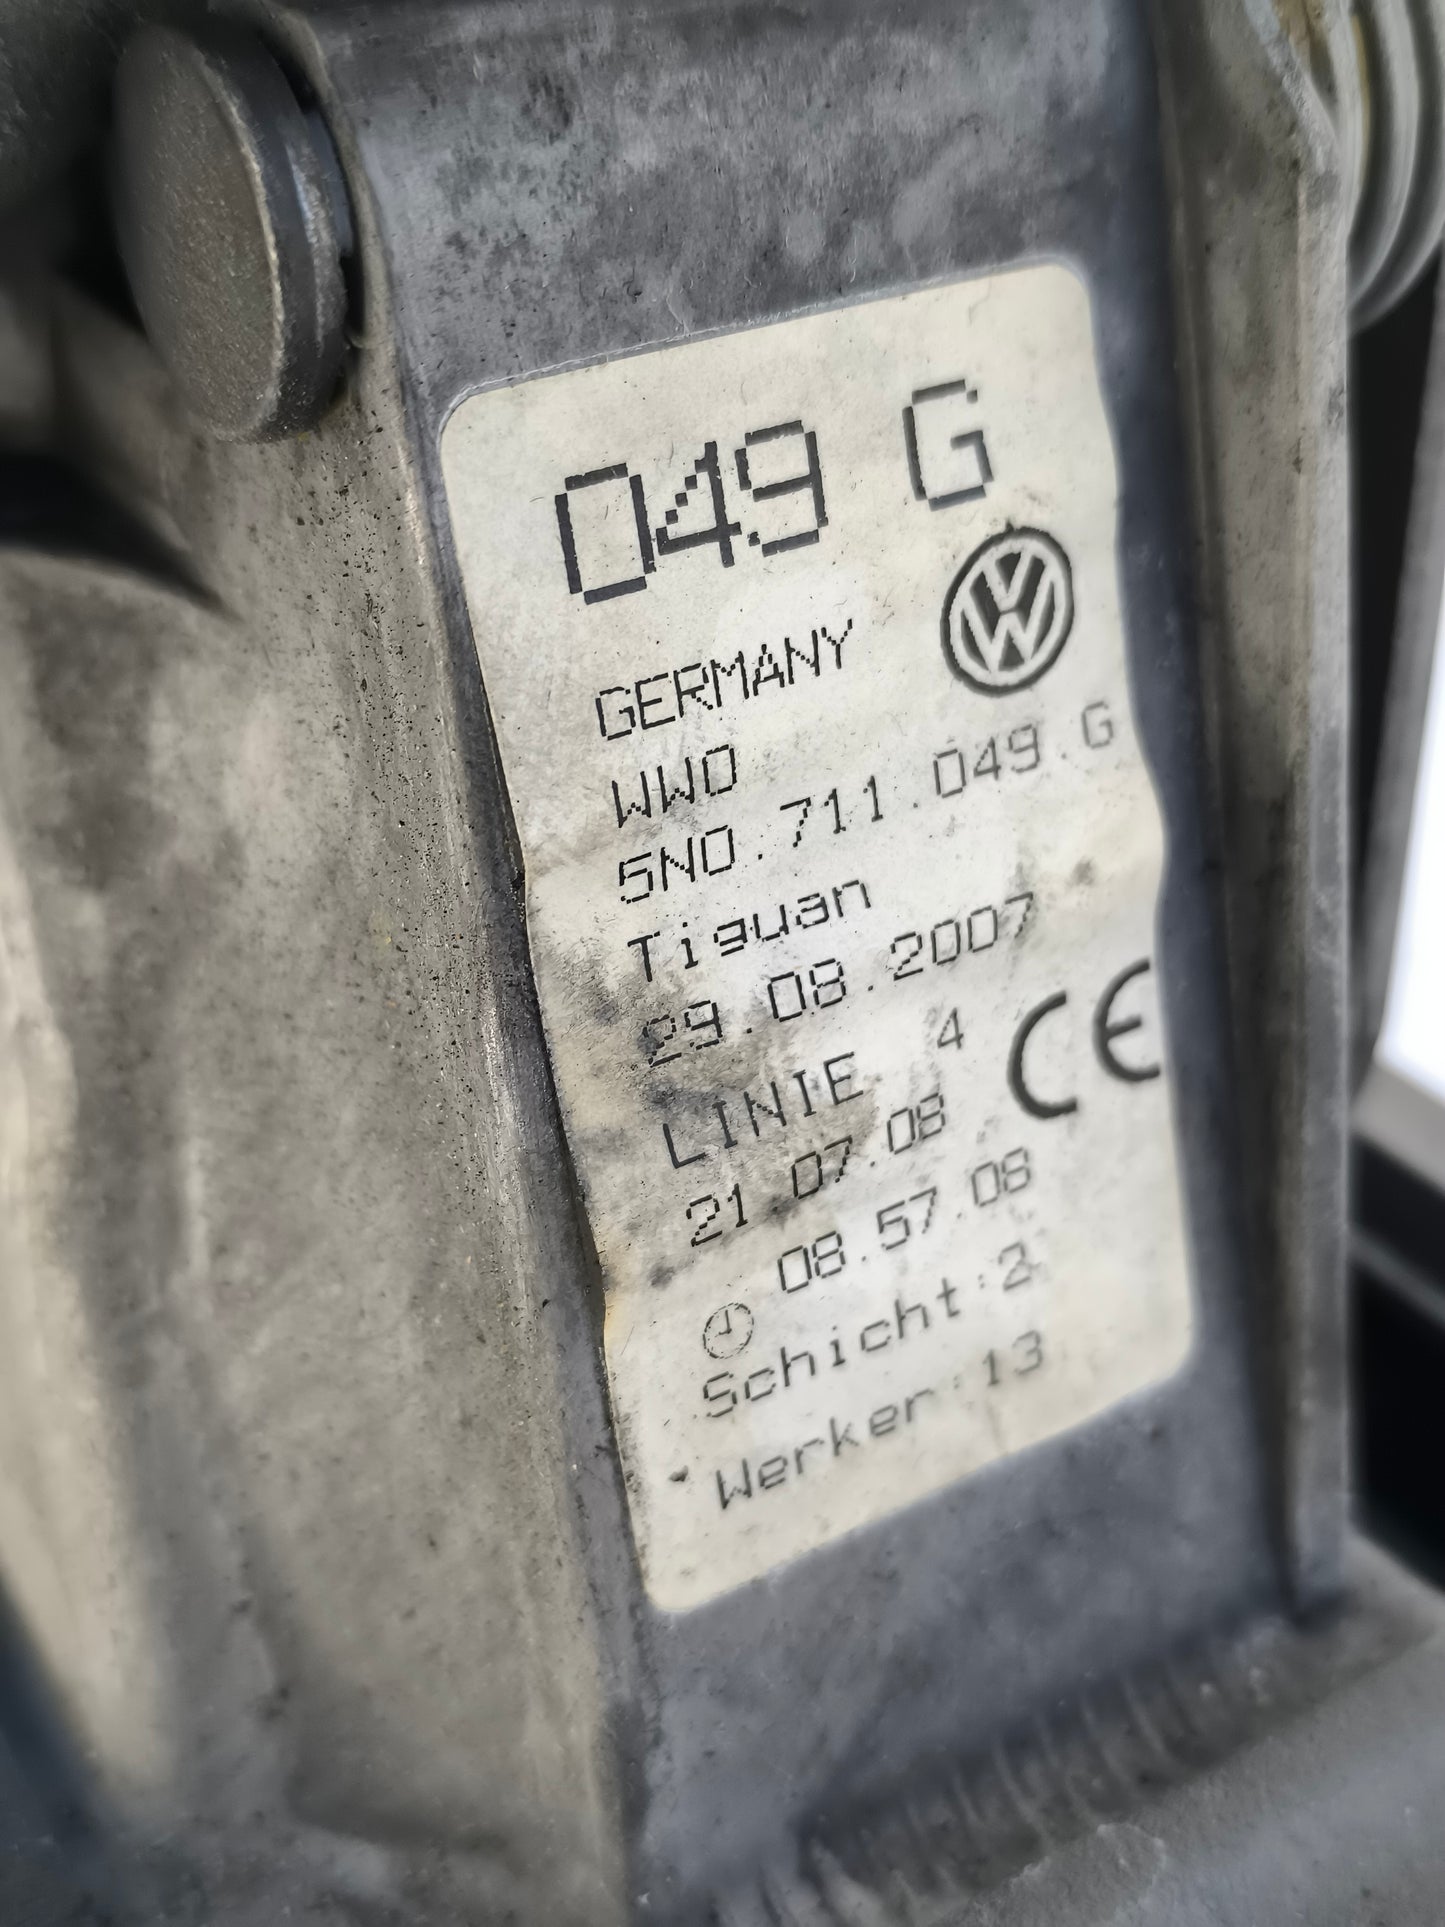 049 G
GERMANY
WWO
5N0.711.049.G
Tiguan
29.08.2007
LINIE 4
CE
21.07.08
08.57.08
Schicht:2
Werker:13